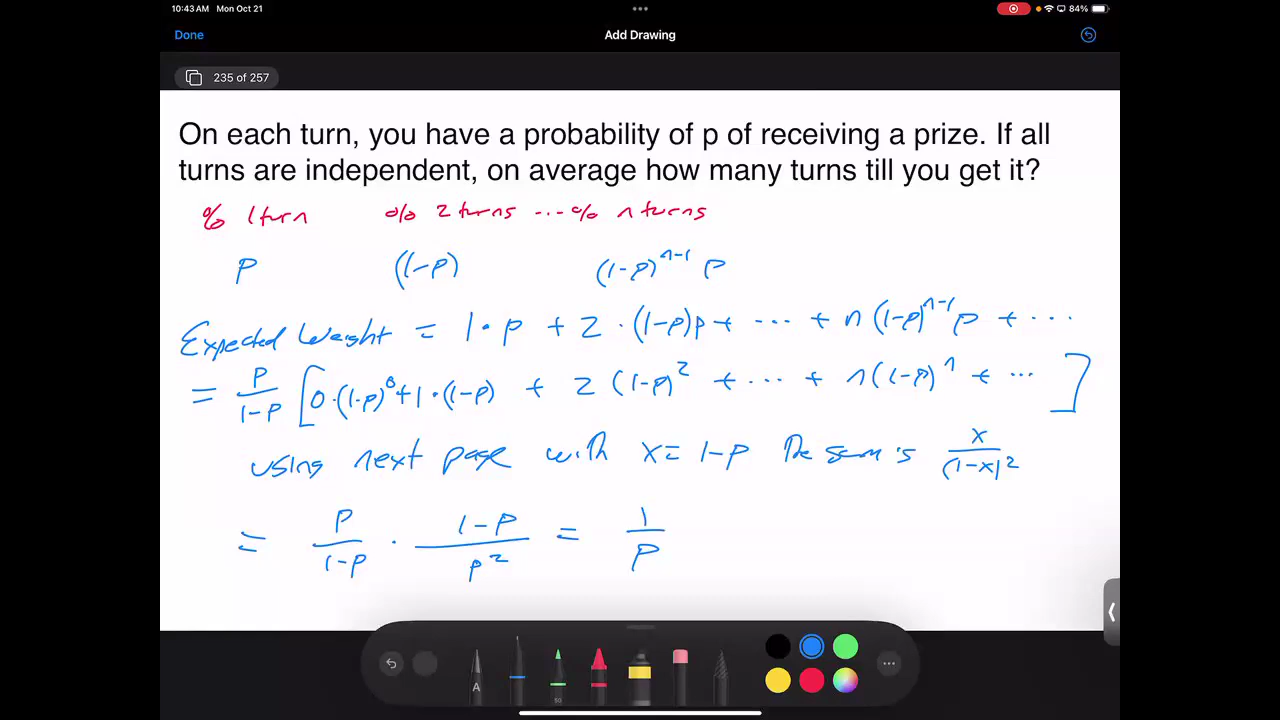 10:43 AM Mon Oct 21
84%
Done
Add Drawing
235 of 257
On each turn, you have a probability of p of receiving a prize. If all
turns are independent, on average how many turns till you get it?
% 1 turn % 2 turns ... % n turns
p ((1-p) (1-p)^{n-1} p
Expected Weight = 1 · p + 2 · (1-p)p + ... + n (1-p)^{n-1} p + ...
= p/(1-p) [0·(1-p)^0 + 1·(1-p) + 2 (1-p)^2 + ... + n(1-p)^n + ...]
using next page with x = 1-p the sum is x/(1-x)^2
= p/(1-p) · (1-p)/p^2 = 1/p
A
50